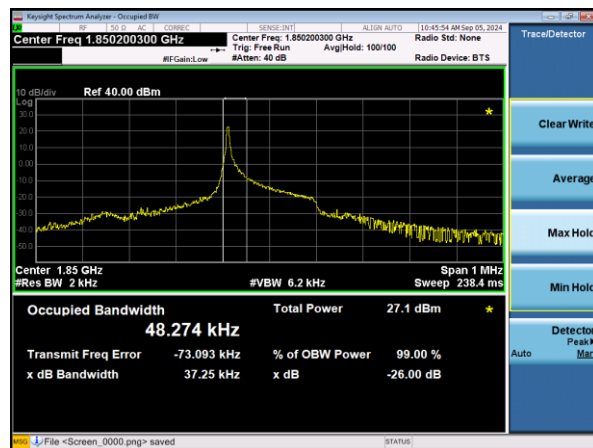 Keysight Spectrum Analyzer - Occupied BW
RF 50 Ω AC CORREC SENSE:INT ALIGN AUTO 10:45:54 AM Sep 05, 2024
Center Freq 1.850200300 GHz Center Freq: 1.850200300 GHz Radio Std: None
Trig: Free Run Avg|Hold: 100/100
#IFGain:Low #Atten: 40 dB Radio Device: BTS
Trace/Detector
10 dB/div Ref 40.00 dBm
Log
30.0
20.0
10.0
0.00
-10.0
-20.0
-30.0
-40.0
-50.0
Center 1.85 GHz Span 1 MHz
#Res BW 2 kHz #VBW 6.2 kHz Sweep 238.4 ms
Occupied Bandwidth Total Power 27.1 dBm
48.274 kHz
Transmit Freq Error -73.093 kHz % of OBW Power 99.00 %
x dB Bandwidth 37.25 kHz x dB -26.00 dB
Clear Write
Average
Max Hold
Min Hold
Detector
Peak
Auto Man
MSG File <Screen_0000.png> saved STATUS